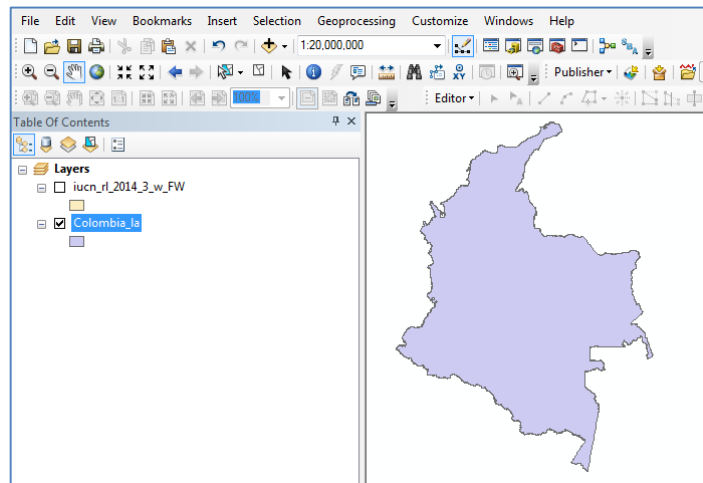 File Edit View Bookmarks Insert Selection Geoprocessing Customize Windows Help
1:20,000,000
Publisher
100% Editor
Table Of Contents
Layers
iucn_rl_2014_3_w_FW
Colombia_la